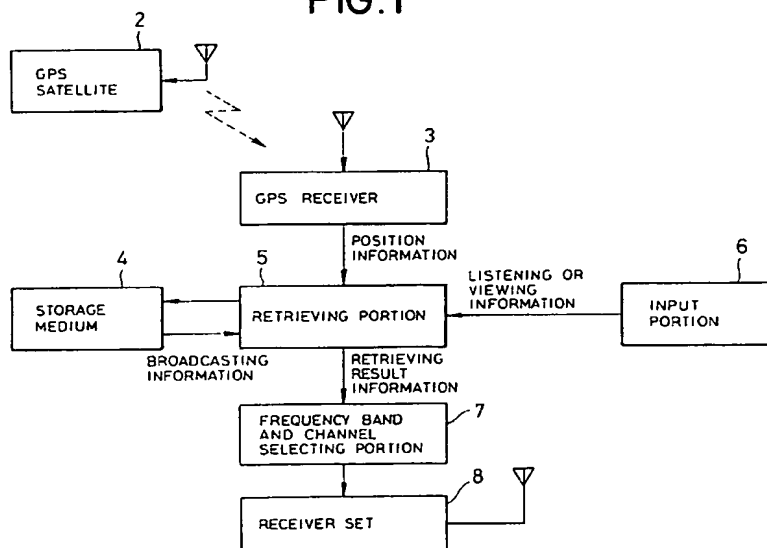 FIG.1
2
GPS
SATELLITE
3
GPS RECEIVER
POSITION
INFORMATION
4
5
6
LISTENING OR
VIEWING
INFORMATION
STORAGE
MEDIUM
RETRIEVING PORTION
INPUT
PORTION
BROADCASTING
INFORMATION
RETRIEVING
RESULT
INFORMATION
7
FREQUENCY BAND
AND CHANNEL
SELECTING PORTION
8
RECEIVER SET